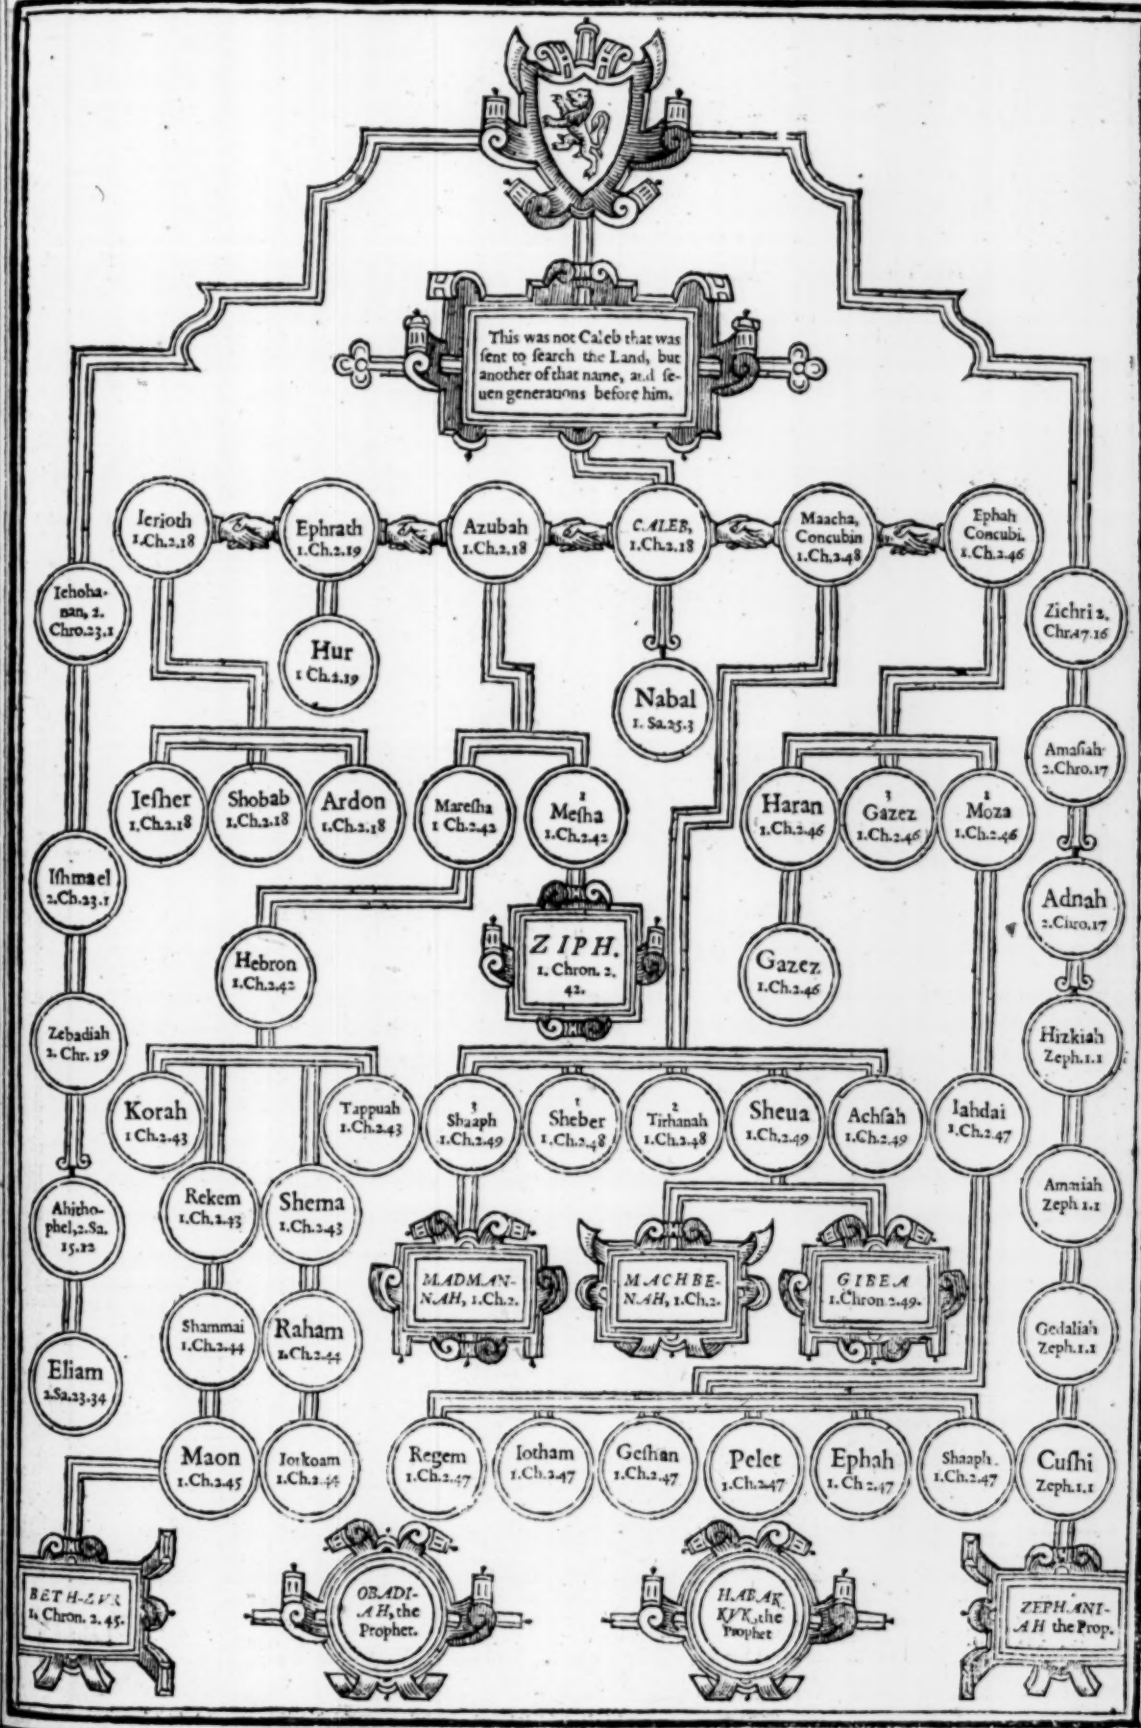 This was not Caleb that was
sent to search the Land, but
another of that name, and se-
uen generations before him.
Ierioth
1.Ch.2.18
Ephrath
1.Ch.2.19
Azubah
1.Ch.2.18
CALEB,
1.Ch.2.18
Maacha,
Concubin
1.Ch.2.48
Ephah
Concubi.
1.Ch.2.46
Iehoha-
nan, 2.
Chro.23.1
Hur
1 Ch.2.19
Nabal
1. Sa.25.3
Zichri 2.
Chr.17.16
Amasiah
2.Chro.17
Iesher
1.Ch.2.18
Shobab
1.Ch.2.18
Ardon
1.Ch.2.18
Maresha
1 Ch.2.42
Mesha
1.Ch.2.42
Haran
1.Ch.2.46
3
Gazez
1.Ch.2.46
2
Moza
1.Ch.2.46
Ishmael
2.Ch.23.1
Adnah
2.Chro.17
Hebron
1.Ch.2.42
ZIPH.
1. Chron. 2.
42.
Gazez
1.Ch.2.46
Zebadiah
2. Chr. 19
Hizkiah
Zeph.1.1
Korah
1 Ch.2.43
Tappuah
1.Ch.2.43
3
Shaaph
1.Ch.2.49
1
Sheber
1.Ch.2.48
2
Tirhanah
1.Ch.2.48
Sheua
1.Ch.2.49
Achsah
1.Ch.2.49
Iahdai
1.Ch.2.47
Ahitho-
phel,2.Sa.
15.12
Rekem
1.Ch.2.43
Shema
1.Ch.2.43
Amariah
Zeph 1.1
MADMAN-
NAH, 1.Ch.2.
MACHBE-
NAH, 1.Ch.2.
GIBEA
1.Chron 2.49.
Shammai
1.Ch.2.44
Raham
1.Ch.2.44
Gedaliah
Zeph.1.1
Eliam
2.Sa.23.34
Maon
1.Ch.2.45
Iorkoam
1.Ch.2.44
Regem
1.Ch.2.47
Iotham
1.Ch.2.47
Geshan
1.Ch.2.47
Pelet
1.Ch.2.47
Ephah
1. Ch 2.47
Shaaph.
1.Ch.2.47
Cushi
Zeph.1.1
BETH-ZVR
1. Chron. 2. 45.
OBADI-
AH, the
Prophet.
HABAK
KVK, the
Prophet
ZEPHANI-
AH the Prop.